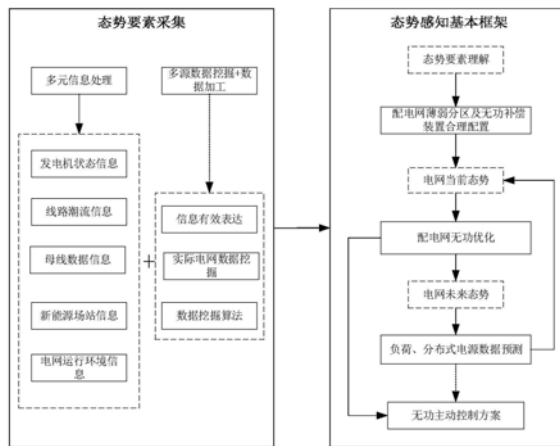 态势要素采集
多元信息处理
多源数据挖掘+数
据加工
发电机状态信息
线路潮流信息
母线数据信息
新能源场站信息
电网运行环境信
息
+
信息有效表达
实际电网数据挖
掘
数据挖掘算法
态势感知基本框架
态势要素理解
配电网薄弱分区及无功补偿
装置合理配置
电网当前态势
配电网无功优化
电网未来态势
负荷、分布式电源数据预测
无功主动控制方案